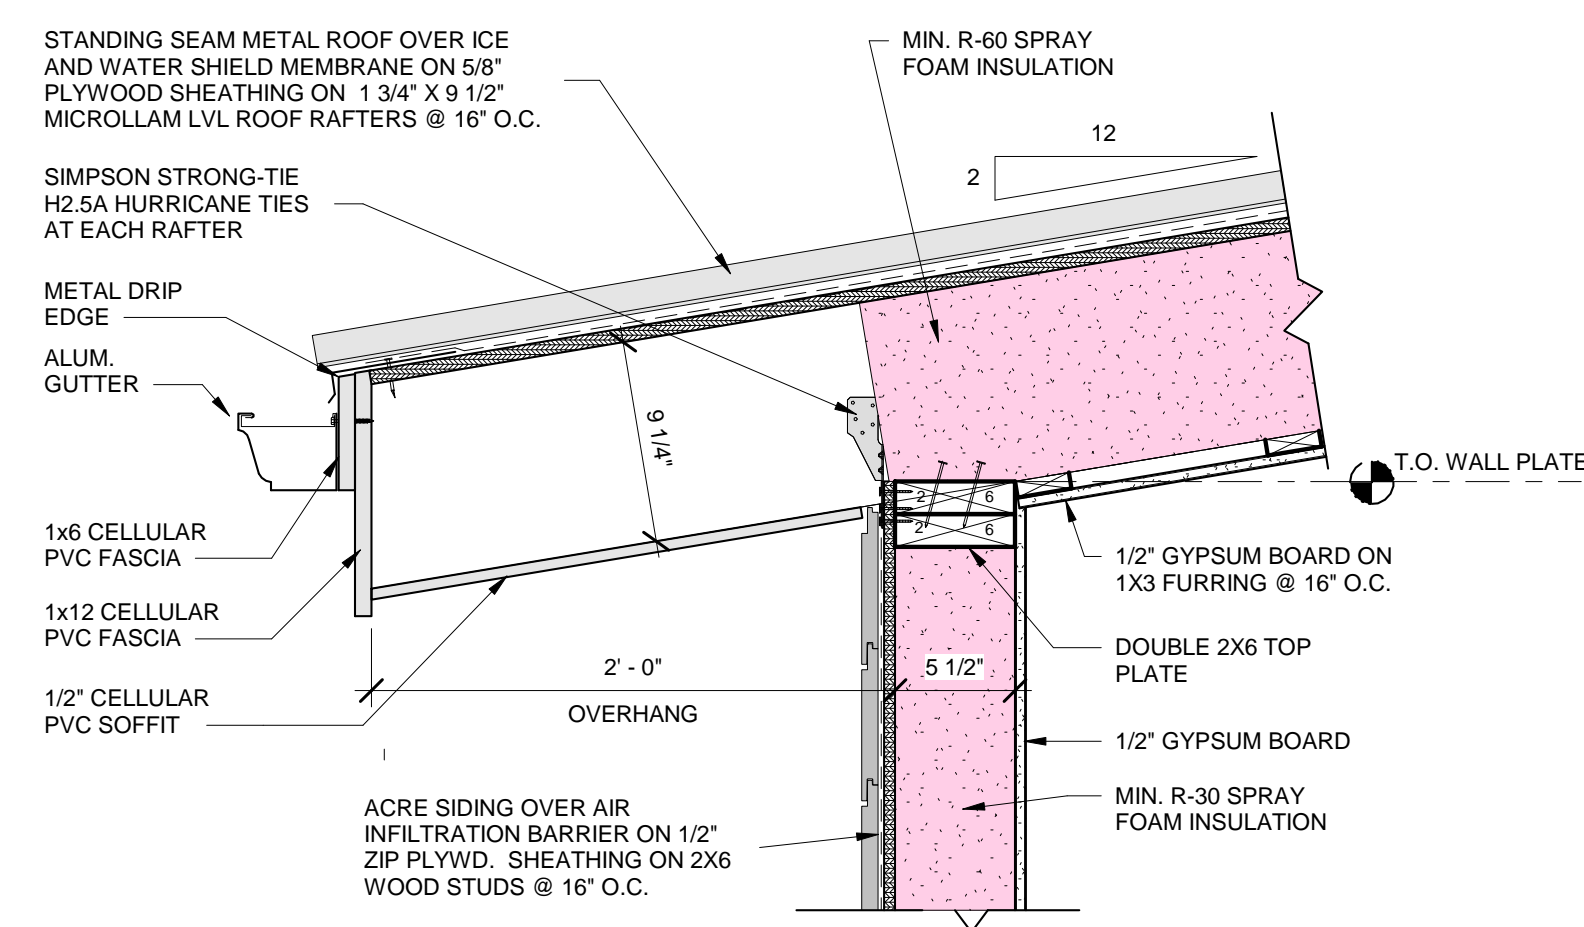 STANDING SEAM METAL ROOF OVER ICE
AND WATER SHIELD MEMBRANE ON 5/8"
PLYWOOD SHEATHING ON 1 3/4" X 9 1/2"
MICROLLAM LVL ROOF RAFTERS @ 16" O.C.
MIN. R-60 SPRAY
FOAM INSULATION
12
2
SIMPSON STRONG-TIE
H2.5A HURRICANE TIES
AT EACH RAFTER
METAL DRIP
EDGE
ALUM.
GUTTER
9 1/4"
T.O. WALL PLATE
2 6
2 6
1x6 CELLULAR
PVC FASCIA
1/2" GYPSUM BOARD ON
1X3 FURRING @ 16" O.C.
1x12 CELLULAR
PVC FASCIA
DOUBLE 2X6 TOP
PLATE
2' - 0"
5 1/2"
OVERHANG
1/2" CELLULAR
PVC SOFFIT
1/2" GYPSUM BOARD
ACRE SIDING OVER AIR
INFILTRATION BARRIER ON 1/2"
ZIP PLYWD. SHEATHING ON 2X6
WOOD STUDS @ 16" O.C.
MIN. R-30 SPRAY
FOAM INSULATION